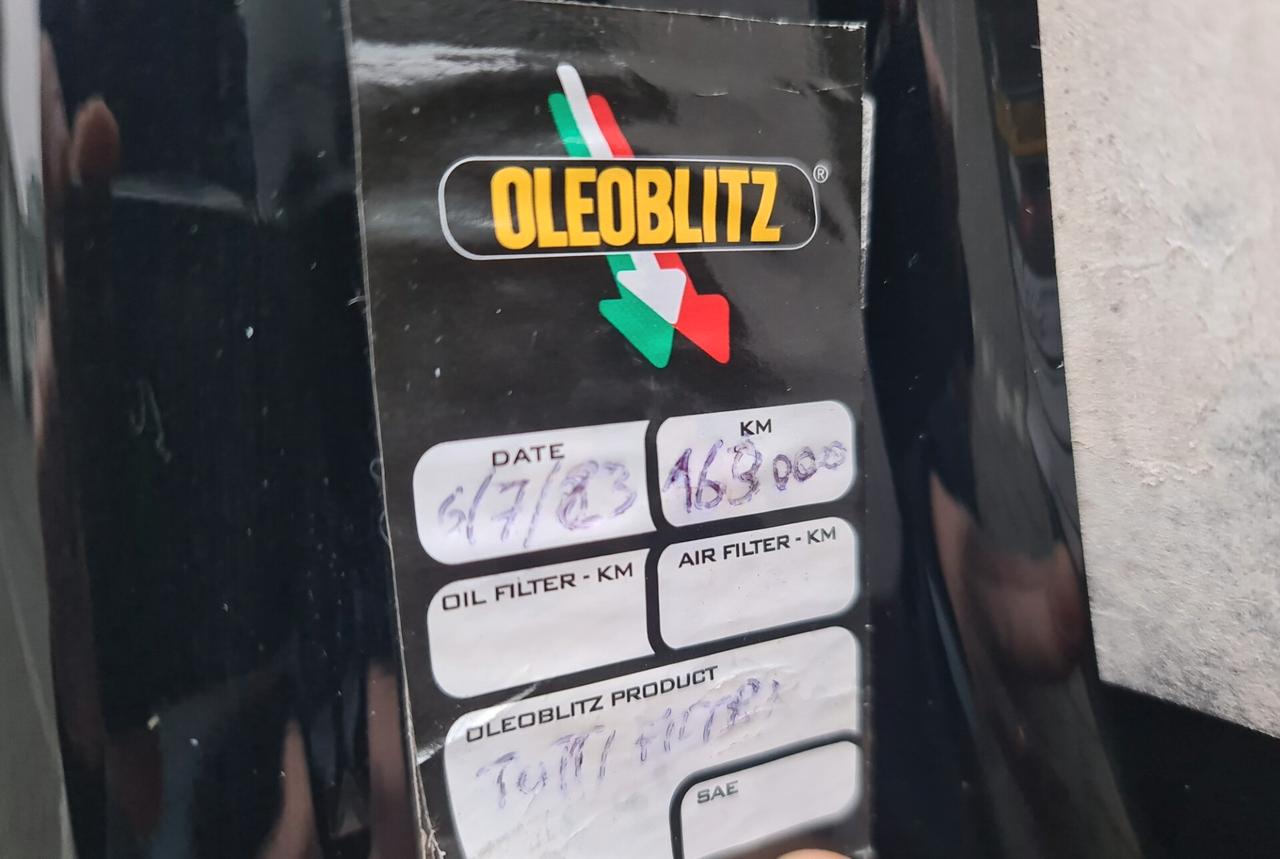 OLEOBLITZ ®
DATE
KM
6/7/23
168000
OIL FILTER - KM
AIR FILTER - KM
OLEOBLITZ PRODUCT
TUTTI FILTRI
SAE